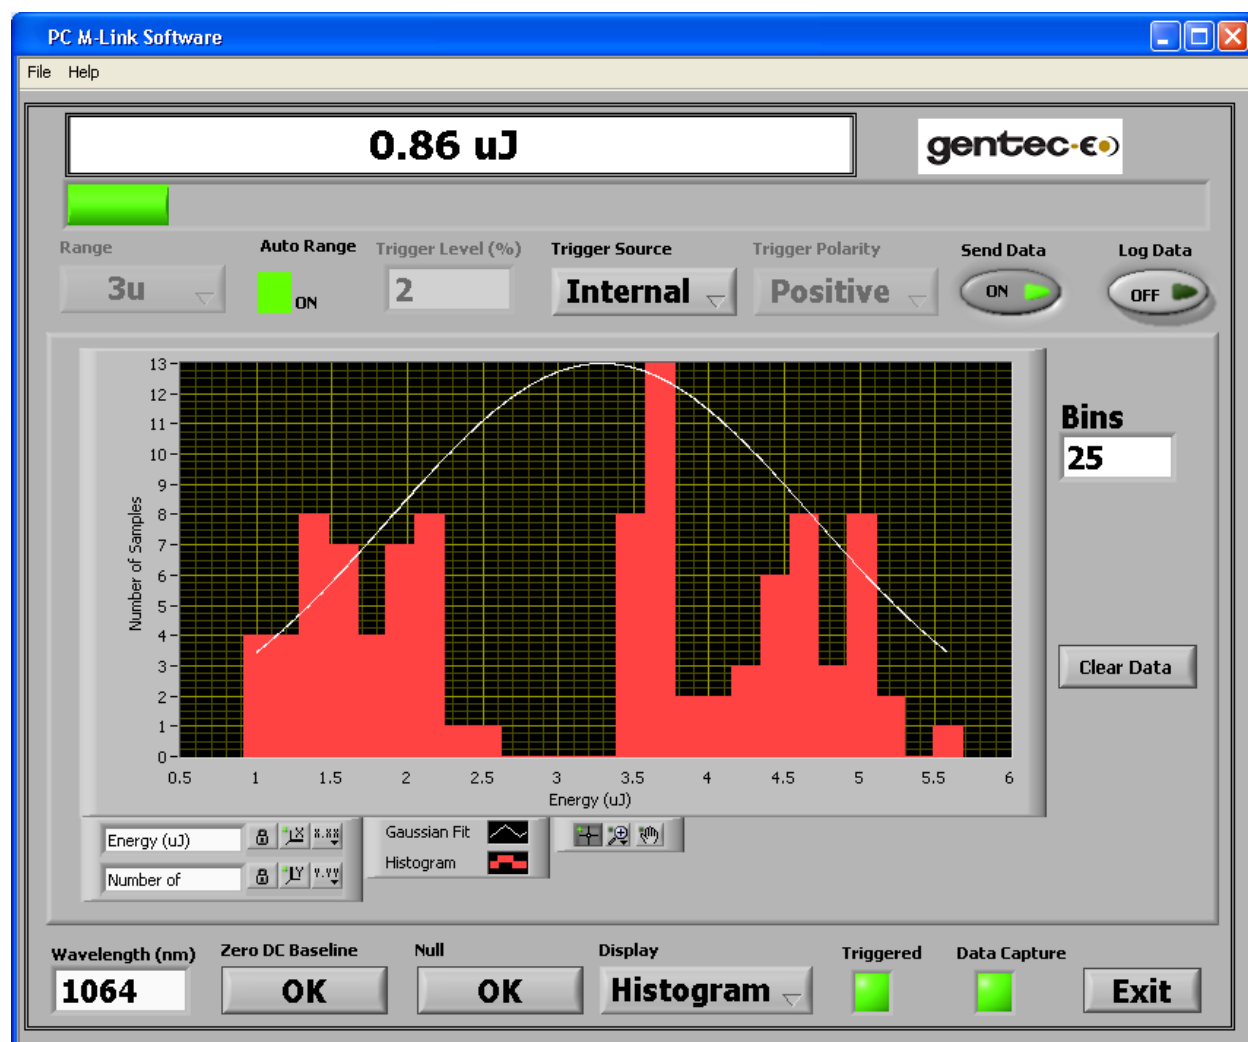 PC M-Link Software
File Help
0.86 uJ
gentec-EO
Range
Auto Range
Trigger Level (%)
Trigger Source
Trigger Polarity
Send Data
Log Data
3u
ON
2
Internal
Positive
ON
OFF
13
12
11
10
9
8
7
6
5
4
3
2
1
0
Number of Samples
0.5 1 1.5 2 2.5 3 3.5 4 4.5 5 5.5 6
Energy (uJ)
Bins
25
Clear Data
Energy (uJ)
X
8.88
Number of
Y
Y.YY
Gaussian Fit
Histogram
Wavelength (nm)
Zero DC Baseline
Null
Display
Triggered
Data Capture
1064
OK
OK
Histogram
Exit